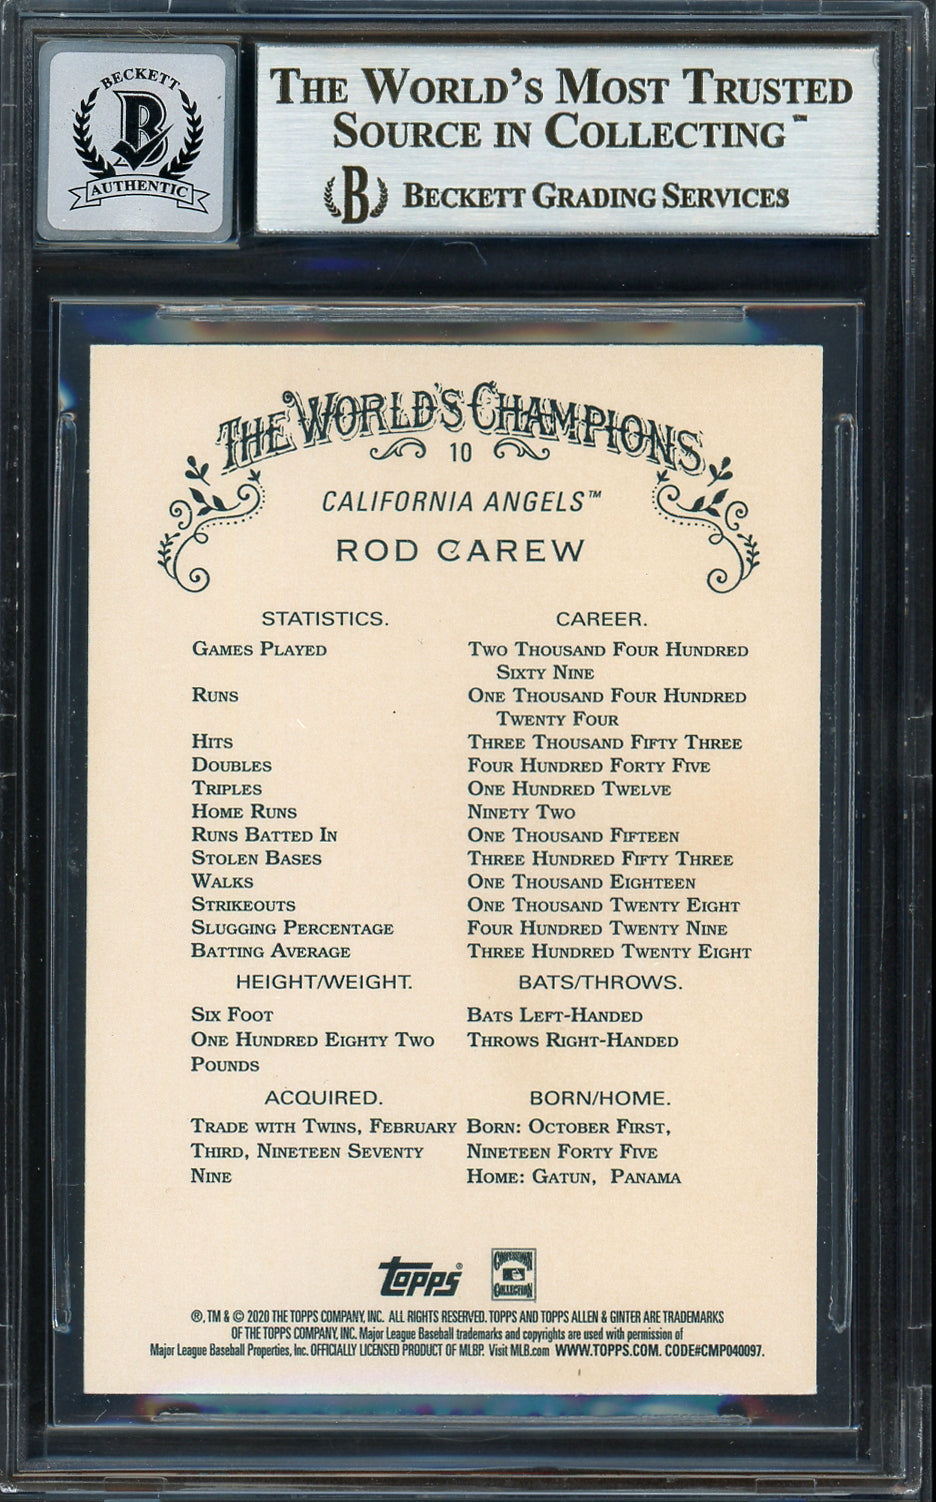 BECKETT
B
AUTHENTIC
THE WORLD'S MOST TRUSTED
SOURCE IN COLLECTING™
B BECKETT GRADING SERVICES
THE WORLD'S CHAMPIONS
10
CALIFORNIA ANGELS™
ROD CAREW
STATISTICS. CAREER.
GAMES PLAYED TWO THOUSAND FOUR HUNDRED
SIXTY NINE
RUNS ONE THOUSAND FOUR HUNDRED
TWENTY FOUR
HITS THREE THOUSAND FIFTY THREE
DOUBLES FOUR HUNDRED FORTY FIVE
TRIPLES ONE HUNDRED TWELVE
HOME RUNS NINETY TWO
RUNS BATTED IN ONE THOUSAND FIFTEEN
STOLEN BASES THREE HUNDRED FIFTY THREE
WALKS ONE THOUSAND EIGHTEEN
STRIKEOUTS ONE THOUSAND TWENTY EIGHT
SLUGGING PERCENTAGE FOUR HUNDRED TWENTY NINE
BATTING AVERAGE THREE HUNDRED TWENTY EIGHT
HEIGHT/WEIGHT. BATS/THROWS.
SIX FOOT BATS LEFT-HANDED
ONE HUNDRED EIGHTY TWO THROWS RIGHT-HANDED
POUNDS
ACQUIRED. BORN/HOME.
TRADE WITH TWINS, FEBRUARY BORN: OCTOBER FIRST,
THIRD, NINETEEN SEVENTY NINETEEN FORTY FIVE
NINE HOME: GATUN, PANAMA
topps® COOPERSTOWN COLLECTION
®, TM & © 2020 THE TOPPS COMPANY, INC. ALL RIGHTS RESERVED. TOPPS AND TOPPS ALLEN & GINTER ARE TRADEMARKS
OF THE TOPPS COMPANY, INC. Major League Baseball trademarks and copyrights are used with permission of
Major League Baseball Properties, Inc. OFFICIALLY LICENSED PRODUCT OF MLBP. Visit MLB.com WWW.TOPPS.COM. CODE#CMP040097.